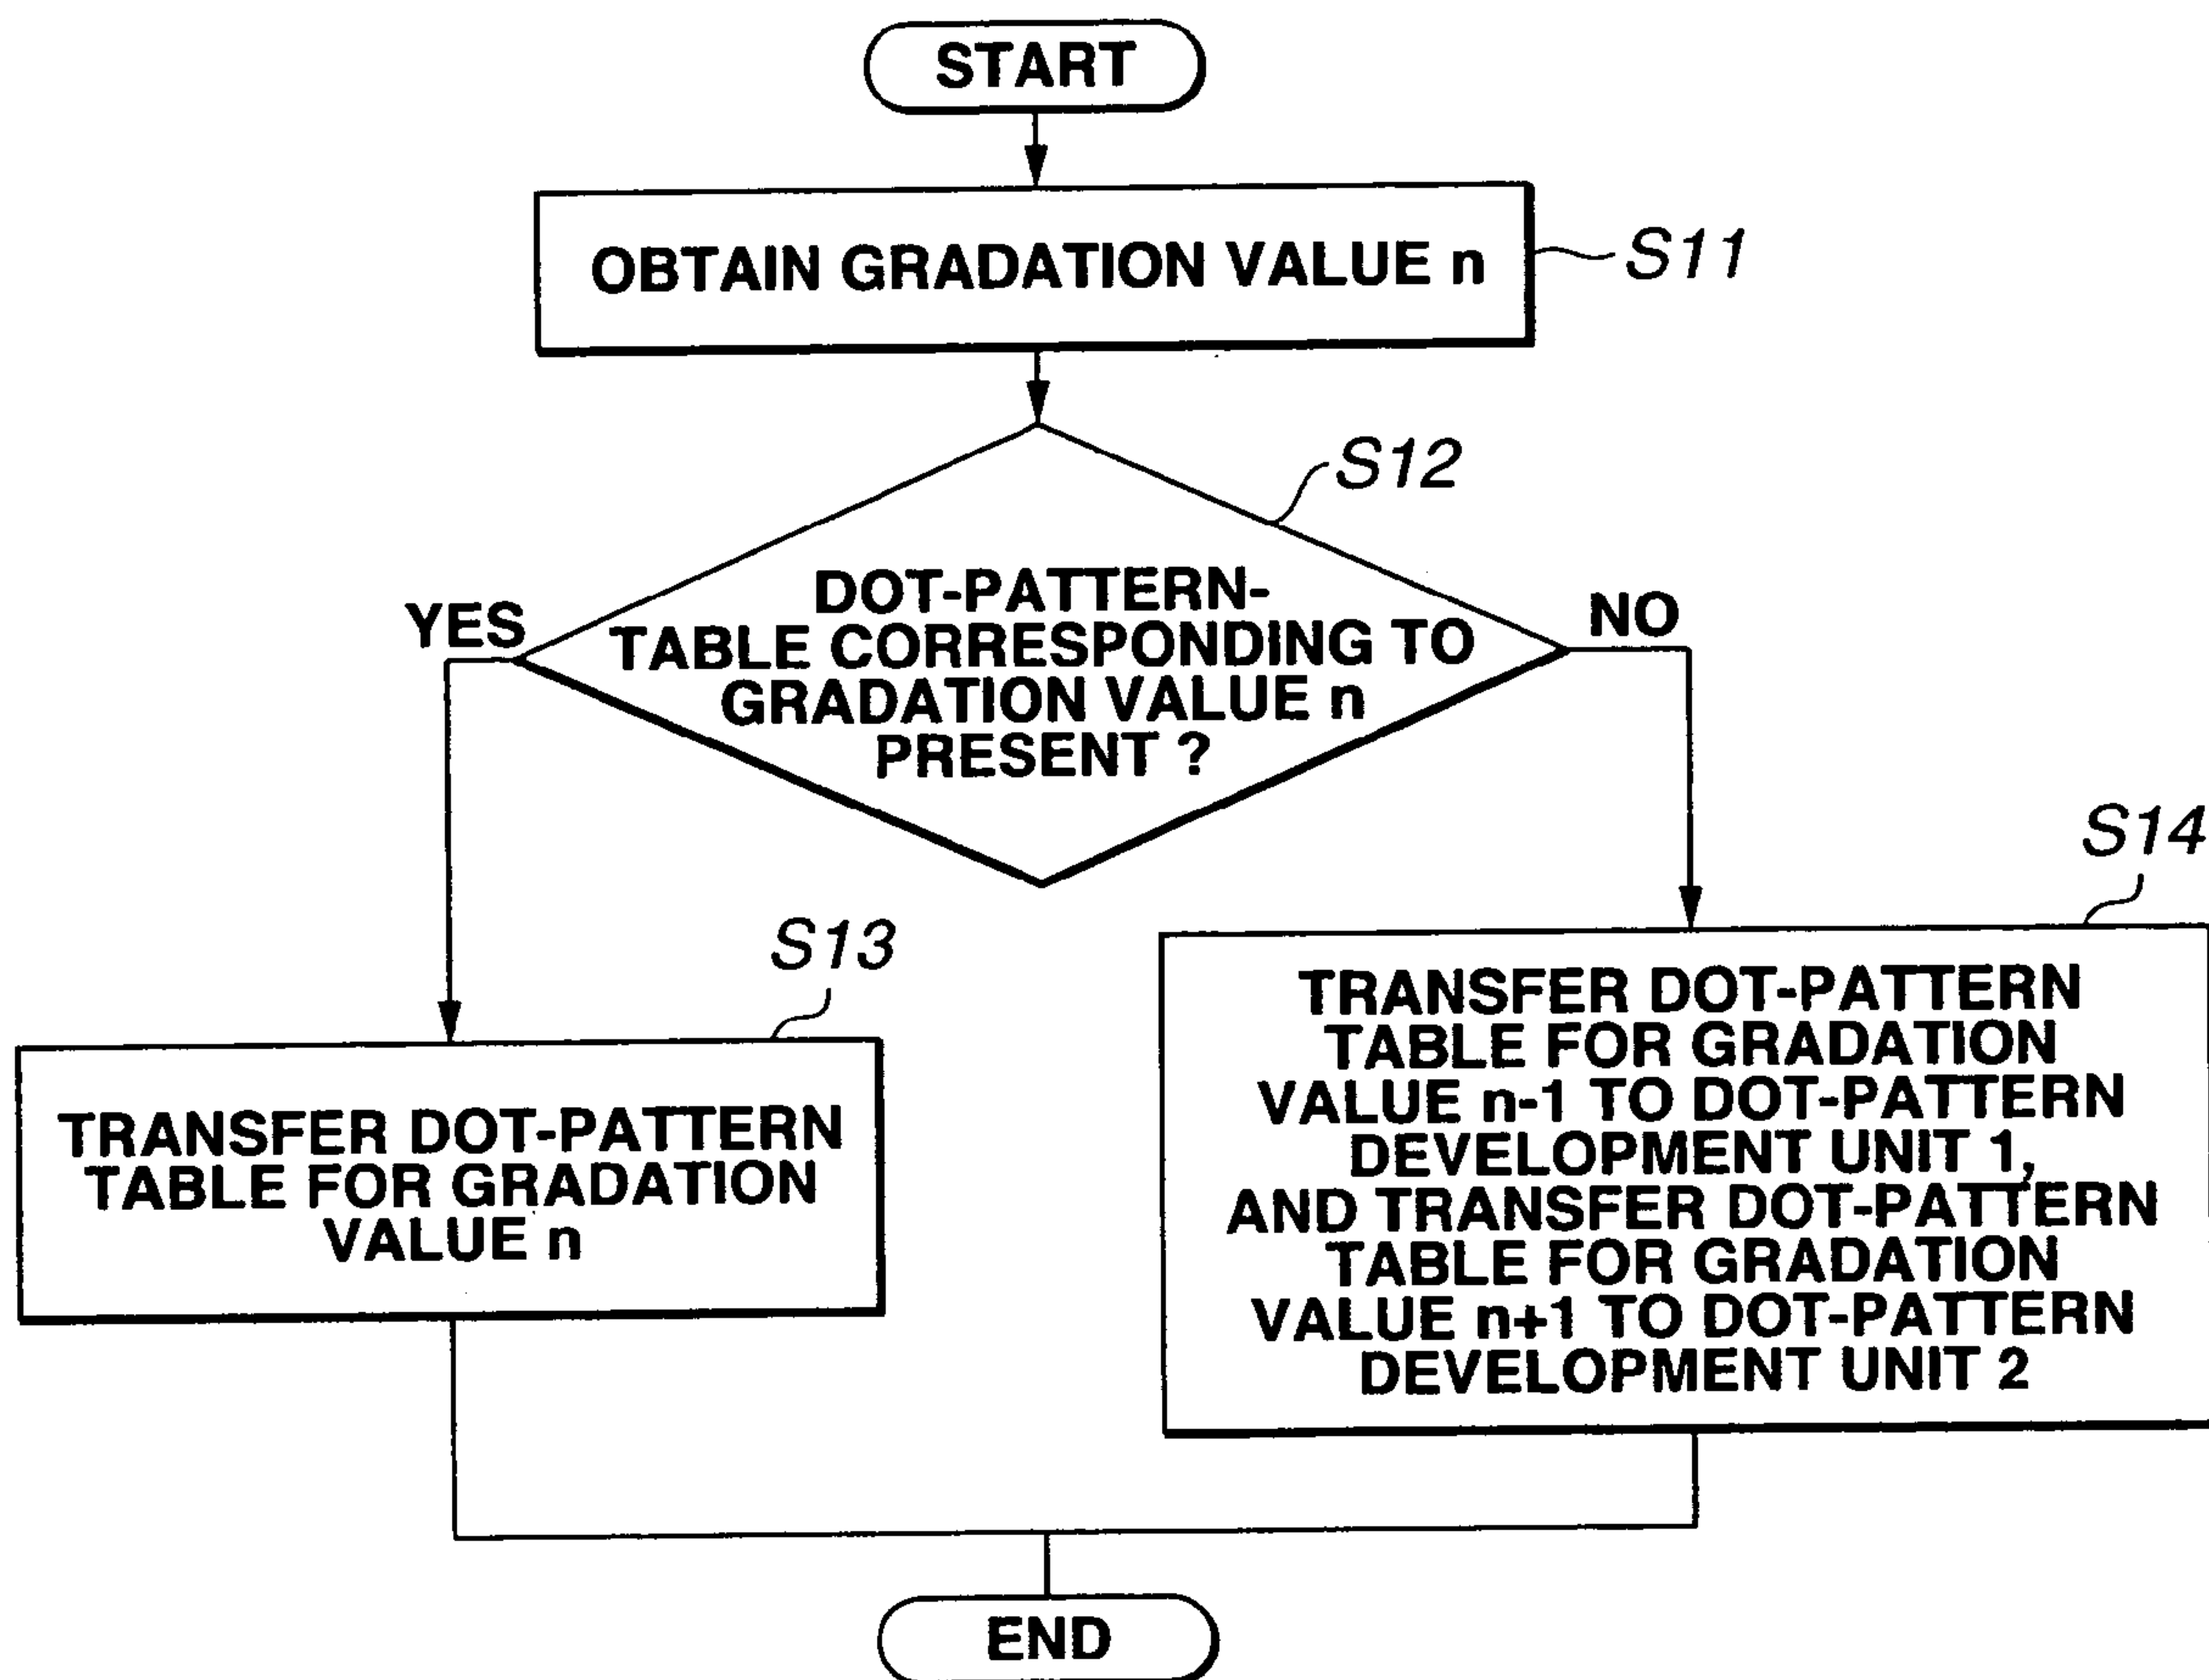 START
OBTAIN GRADATION VALUE n
S11
S12
DOT-PATTERN-
TABLE CORRESPONDING TO
GRADATION VALUE n
PRESENT ?
YES
NO
S13
TRANSFER DOT-PATTERN
TABLE FOR GRADATION
VALUE n
S14
TRANSFER DOT-PATTERN
TABLE FOR GRADATION
VALUE n-1 TO DOT-PATTERN
DEVELOPMENT UNIT 1,
AND TRANSFER DOT-PATTERN
TABLE FOR GRADATION
VALUE n+1 TO DOT-PATTERN
DEVELOPMENT UNIT 2
END